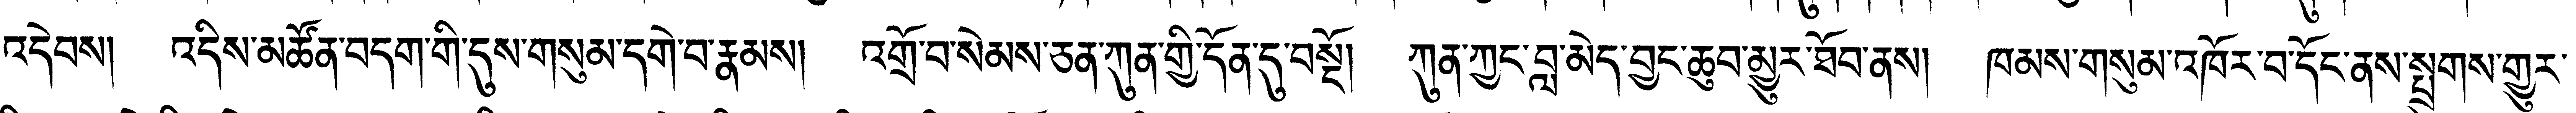 འདེབས། འདིས་མཚོན་བདག་གི་དུས་གསུམ་དགེ་བ་རྣམས། འགྲོ་བ་སེམས་ཅན་ཀུན་གྱི་དོན་དུ་བསྔོ། ཀུན་ཀྱང་བླ་མེད་བྱང་ཆུབ་མྱུར་ཐོབ་ནས། ཁམས་གསུམ་འཁོར་བ་དོང་ནས་སྤྲུགས་གྱུར་